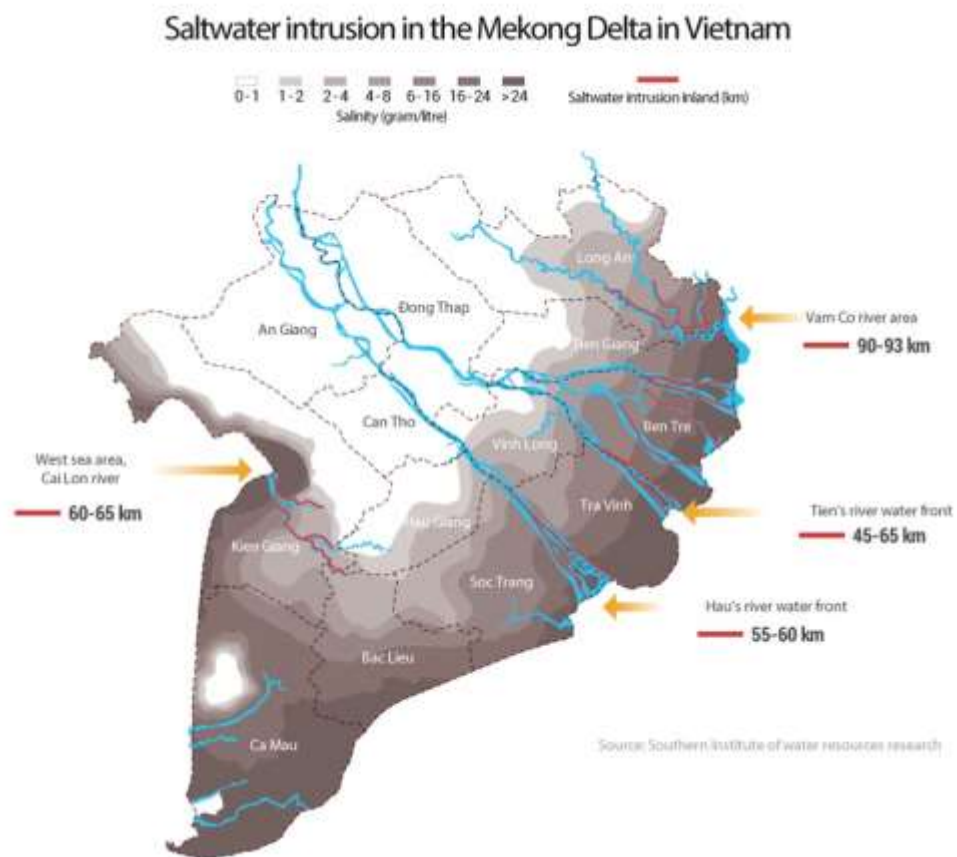 Saltwater intrusion in the Mekong Delta in Vietnam
0-1 1-2 2-4 4-8 6-16 16-24 >24
Salinity (gram/litre)
Saltwater intrusion inland (km)
Long An
Đong Thap
An Giang
Vam Co river area
90-93 km
Tien Giang
Can Tho
Ben Tre
Vinh Long
West sea area,
Cai Lon river
60-65 km
Tra Vinh
Hau Giang
Tien's river water front
45-65 km
Kien Giang
Soc Trang
Hau's river water front
55-60 km
Bac Lieu
Ca Mau
Source: Southern Institute of water resources research